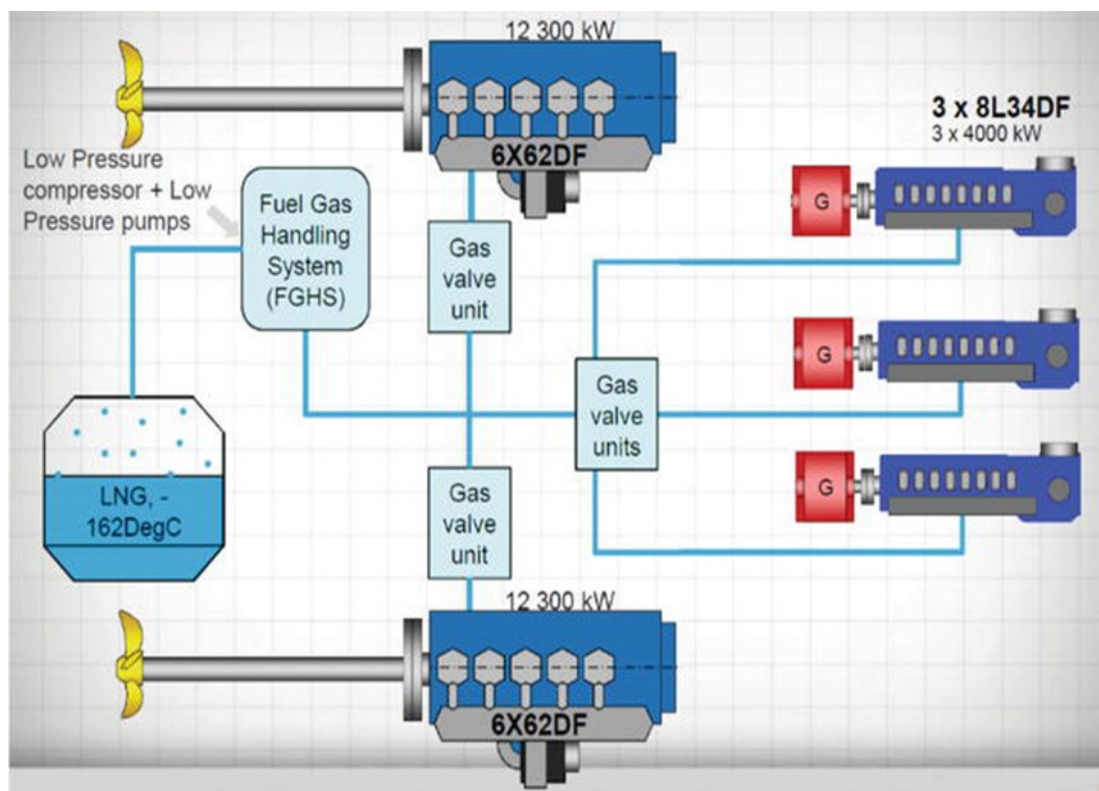 12 300 kW
6X62DF
3 x 8L34DF
3 x 4000 kW
Low Pressure
compressor + Low
Pressure pumps
Fuel Gas
Handling
System
(FGHS)
Gas
valve
unit
G
G
G
Gas
valve
units
LNG, -
162DegC
Gas
valve
unit
12 300 kW
6X62DF